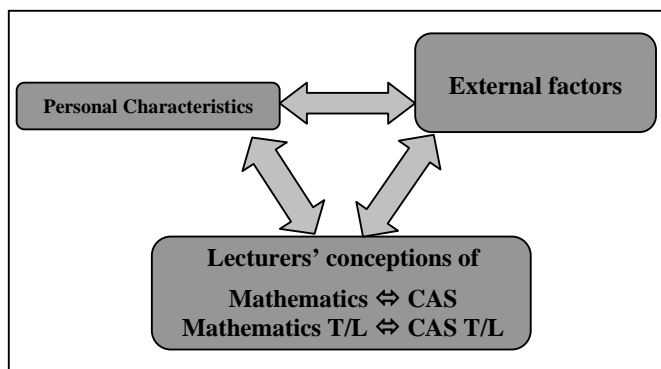 External factors
Personal Characteristics
Lecturers’ conceptions of
Mathematics ⇔ CAS
Mathematics T/L ⇔ CAS T/L